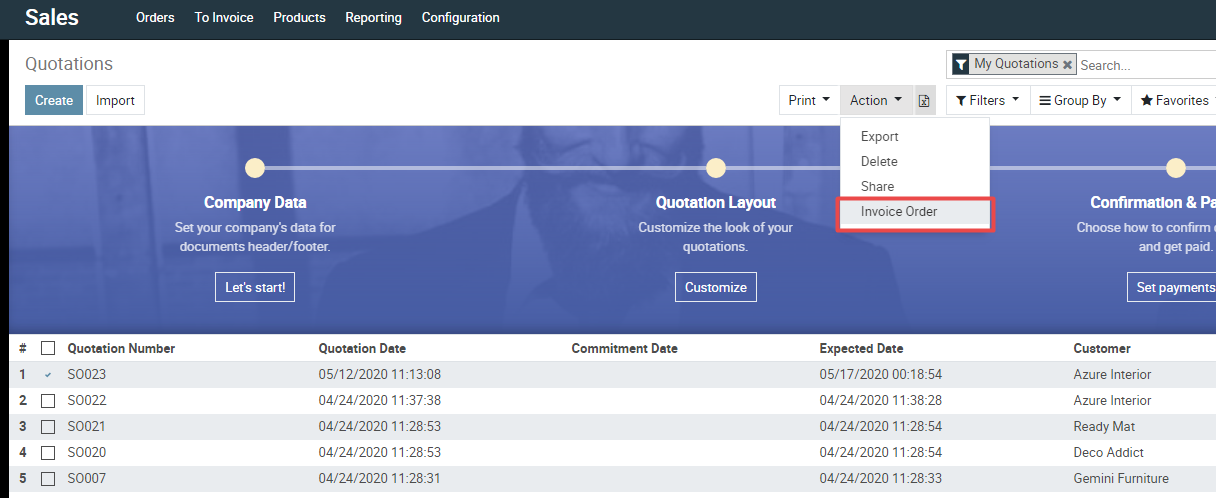 Sales Orders To Invoice Products Reporting Configuration
Quotations My Quotations Search...
Create Import Print Action Filters Group By Favorites
Export
Delete
Share
Invoice Order
Company Data Quotation Layout Confirmation & Pa
Set your company's data for Customize the look of your Choose how to confirm
documents header/footer. quotations. and get paid.
Let's start! Customize Set payments
# Quotation Number Quotation Date Commitment Date Expected Date Customer
1 SO023 05/12/2020 11:13:08 05/17/2020 00:18:54 Azure Interior
2 SO022 04/24/2020 11:37:38 04/24/2020 11:38:28 Azure Interior
3 SO021 04/24/2020 11:28:53 04/24/2020 11:28:54 Ready Mat
4 SO020 04/24/2020 11:28:53 04/24/2020 11:28:54 Deco Addict
5 SO007 04/24/2020 11:28:31 04/24/2020 11:28:33 Gemini Furniture